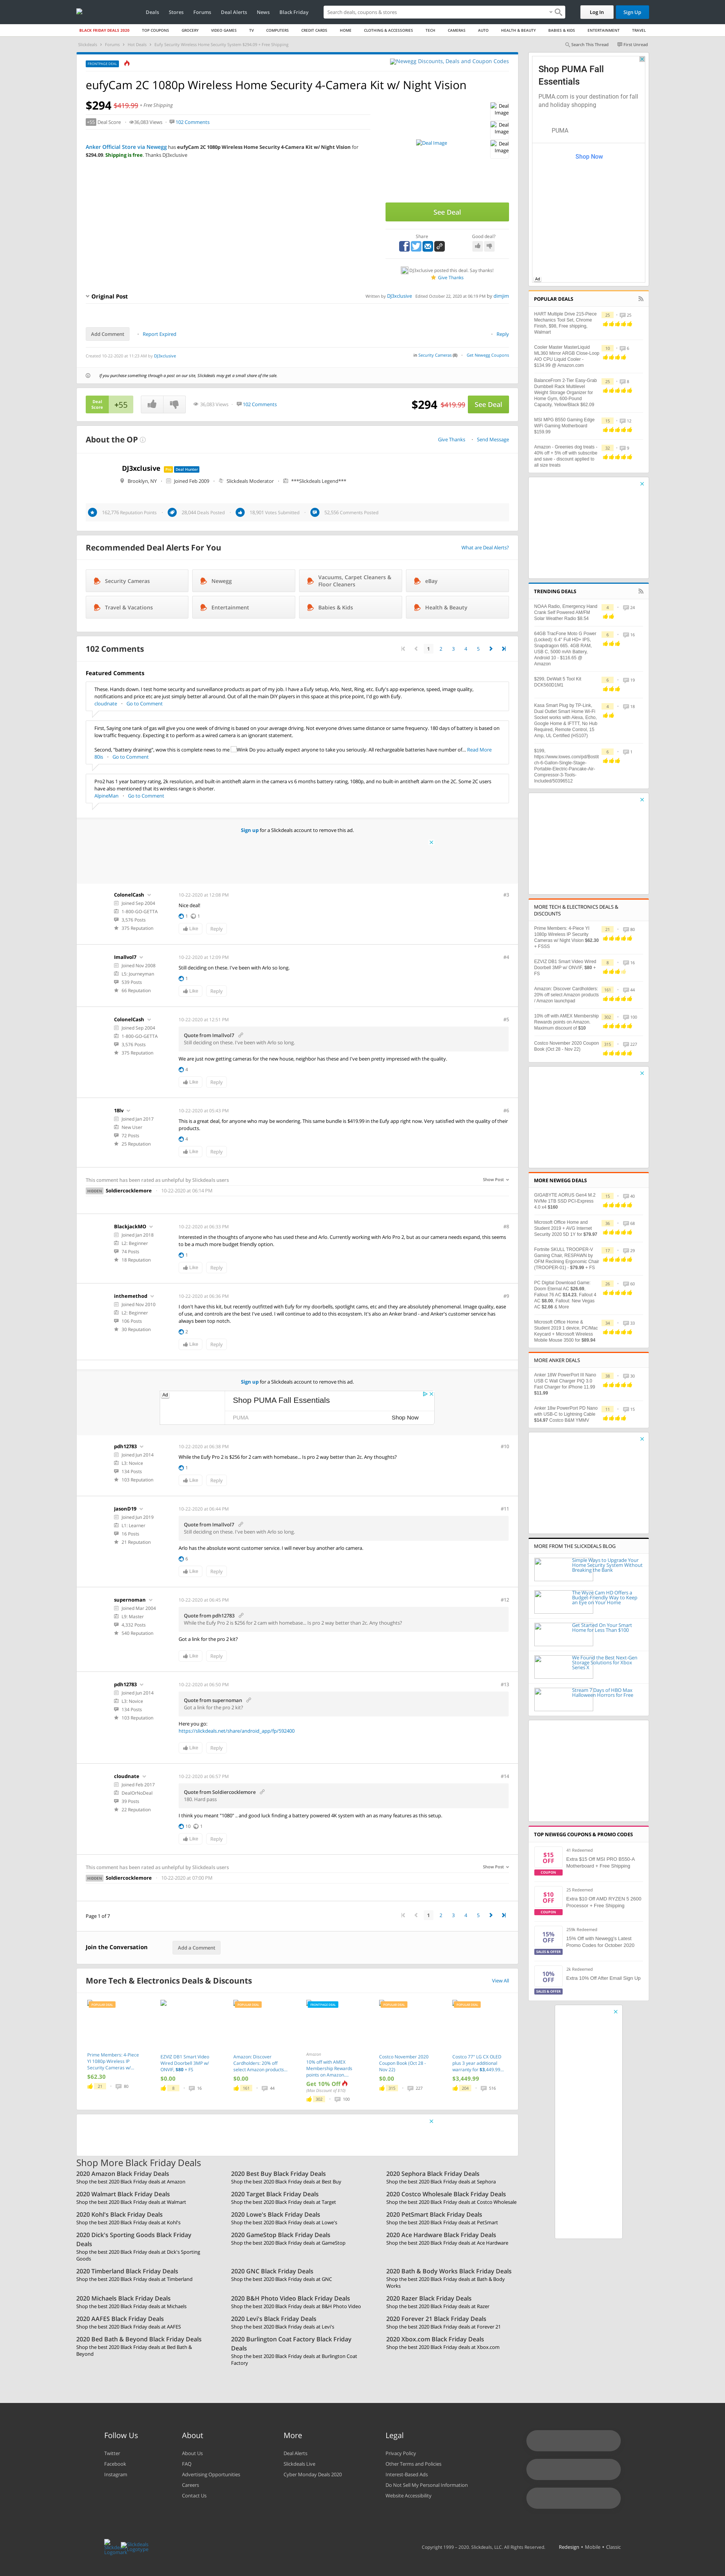 Deals Stores Forums Deal Alerts News Black Friday
Search deals, coupons & stores
Log In Sign Up
BLACK FRIDAY DEALS 2020 TOP COUPONS GROCERY VIDEO GAMES TV COMPUTERS CREDIT CARDS HOME CLOTHING & ACCESSORIES TECH CAMERAS AUTO HEALTH & BEAUTY BABIES & KIDS ENTERTAINMENT TRAVEL
Search This Thread First Unread
FRONTPAGE DEAL
Newegg Discounts, Deals and Coupon Codes
eufyCam 2C 1080p Wireless Home Security 4-Camera Kit w/ Night Vision
$294 $419.99 + Free Shipping
+55 Deal Score 36,083 Views 102 Comments
Anker Official Store via Newegg has eufyCam 2C 1080p Wireless Home Security 4-Camera Kit w/ Night Vision for
$294.09. Shipping is free. Thanks DJ3xclusive
Deal Image
Deal Image
Deal Image
Deal Image
See Deal
Share
Good deal?
DJ3xclusive posted this deal. Say thanks!
Give Thanks
Original Post
Written by DJ3xclusive Edited October 22, 2020 at 06:19 PM by dimijm
Add Comment Report Expired
Reply
Created 10-22-2020 at 11:23 AM by DJ3xclusive
in Security Cameras (8) Get Newegg Coupons
If you purchase something through a post on our site, Slickdeals may get a small share of the sale.
Deal Score +55
36,083 Views 102 Comments
$294 $419.99 See Deal
About the OP
Give Thanks Send Message
DJ3xclusive Deal Hunter
Brooklyn, NY Joined Feb 2009 Slickdeals Moderator ***Slickdeals Legend***
162,776 Reputation Points 28,044 Deals Posted 18,901 Votes Submitted 52,556 Comments Posted
Recommended Deal Alerts For You
What are Deal Alerts?
Security Cameras
Newegg
Vacuums, Carpet Cleaners & Floor Cleaners
eBay
Travel & Vacations
Entertainment
Babies & Kids
Health & Beauty
102 Comments
1 2 3 4 5
Featured Comments
These. Hands down. I test home security and home automation products as part of my job. I have a Eufy setup, Arlo, Nest, Ring, etc. Eufy's app experience, speed, image quality,
notifications and price are miles ahead of anything else I've got. Eufy is also the easiest to set up and easiest to add people around. Out of all the main DIY players in this space at this price, I'd go with Eufy.
cloudnate Go to Comment
First, Saying one tank of gas will give you one week of driving is based on your average driving. Not everyone drives this same distance or turse frequency. 180 days of battery is based on
low traffic frequency. Expecting it to perform as a wired camera is an ignorant statement.
Second, "battery draining", wow this is complete news to me Wink Do you actually expect anyone to take you seriously. All rechargable batteries have number of... Read More
80ls Go to Comment
Pro2 has 1 year battery rating, 2k resolution, and built-in antitheft alarm in the camera vs 6 months battery rating, 1080p, and no built-in antitheft alarm on the 2C. Some 2C users
have also mentioned that its wireless range is shorter.
AlpineMan Go to Comment
Sign up for a Slickdeals account to remove this ad.
ColonelCash
10-22-2020 at 12:08 PM
#3
Joined Sep 2004
1-800-GO-GETTA
3,576 Posts
375 Reputation
Nice deal!
1 1
Like Reply
lmallvol7
10-22-2020 at 12:09 PM
#4
Joined Nov 2008
L5: Journeyman
539 Posts
66 Reputation
Still deciding on these. I've been with Arlo so long.
1
Like Reply
ColonelCash
10-22-2020 at 12:51 PM
#5
Joined Sep 2004
1-800-GO-GETTA
3,576 Posts
375 Reputation
Quote from lmallvol7
Still deciding on these. I've been with Arlo so long.
We are just now getting cameras for the new house; neighbor has these and I've been pretty impressed with the quality.
4
Like Reply
18lv
10-22-2020 at 05:43 PM
#6
Joined Jan 2017
New User
72 Posts
25 Reputation
This is a great deal, for anyone who may be wondering. This same bundle is $419.99 in the Eufy app right now, Very satisfied with the quality of their
products.
4
Like Reply
This comment has been rated as unhelpful by Slickdeals users
Show Post
HIDDEN Soldiercocklemore 10-22-2020 at 06:14 PM
BlackjackMO
10-22-2020 at 06:33 PM
#8
Joined Jan 2018
L2: Beginner
74 Posts
18 Reputation
Interested in the thoughts of anyone who has used these and Arlo. Currently working with Arlo Pro 2, but as our camera needs expand, this seems
to be a much more budget friendly option.
1
Like Reply
inthemethod
10-22-2020 at 06:36 PM
#9
Joined Nov 2010
L2: Beginner
106 Posts
30 Reputation
I don't have this kit, but recently outfitted with Eufy for my doorbells, spotlight cams, etc and they are absolutely phenomenal. Image quality, ease
of use, and the robust controls are well loved. I will continue to add to this ecosystem. It's also an Anker brand - and Anker's customer service has
always been top notch.
3
Like Reply
Sign up for a Slickdeals account to remove this ad.
Ad
Shop PUMA Fall Essentials
PUMA
Shop Now
pdh12783
10-22-2020 at 06:38 PM
#10
Joined Jun 2014
L3: Novice
134 Posts
103 Reputation
While the Eufy Pro 2 is $256 for 2 cam with homebase... is pro 2 way better than 2c. Any thoughts?
1
Like Reply
JasonD19
10-22-2020 at 06:44 PM
#11
Joined Jun 2019
L1: Learner
16 Posts
21 Reputation
Quote from lmallvol7
Still deciding on these. I've been with Arlo so long.
Arlo has the absolute worst customer service. I will never buy another arlo camera.
6
Like Reply
supernoman
10-22-2020 at 06:45 PM
#12
Joined Mar 2004
L9: Master
4,332 Posts
540 Reputation
Quote from pdh12783
While the Eufy Pro 2 is $256 for 2 cam with homebase... is pro 2 way better than 2c. Any thoughts?
Got a link for the pro 2 kit?
Like Reply
pdh12783
10-22-2020 at 06:50 PM
#13
Joined Jun 2014
L3: Novice
134 Posts
103 Reputation
Quote from supernoman
Got a link for the pro 2 kit?
Here you go:
https://slickdeals.net/share/android_app/fp/592400
Like Reply
cloudnate
10-22-2020 at 06:57 PM
#14
Joined Feb 2017
DealOrNoDeal
39 Posts
22 Reputation
Quote from Soldiercocklemore
180. Hard pass
I think you meant "1080" .. and good luck finding a battery powered 4K system with an as many features as this setup.
10 1
Like Reply
This comment has been rated as unhelpful by Slickdeals users
Show Post
HIDDEN Soldiercocklemore 10-22-2020 at 07:00 PM
Page 1 of 7
1 2 3 4 5
Join the Conversation Add a Comment
More Tech & Electronics Deals & Discounts
View All
Prime Members: 4-Piece YI 1080p Wireless IP Security Cameras w/...
$62.30
21 80
EZVIZ DB1 Smart Video Wired Doorbell 3MP w/ ONVIF: $80 + FS
$0.00
8 16
Amazon: Discover Cardholders: 20% off select Amazon products...
$0.00
161 44
Amazon
10% off with AMEX Membership Rewards points on Amazon...
Get 10% Off
302 100
Costco November 2020 Coupon Book (Oct 28 - Nov 22)
$0.00
315 227
Costco 77" LG CX OLED plus 3 year additional warranty for $3,449.99...
$3,449.99
204 516
Shop More Black Friday Deals
2020 Amazon Black Friday Deals
Shop the best 2020 Black Friday deals at Amazon
2020 Best Buy Black Friday Deals
Shop the best 2020 Black Friday deals at Best Buy
2020 Sephora Black Friday Deals
Shop the best 2020 Black Friday deals at Sephora
2020 Walmart Black Friday Deals
Shop the best 2020 Black Friday deals at Walmart
2020 Target Black Friday Deals
Shop the best 2020 Black Friday deals at Target
2020 Costco Wholesale Black Friday Deals
Shop the best 2020 Black Friday deals at Costco Wholesale
2020 Kohl's Black Friday Deals
Shop the best 2020 Black Friday deals at Kohl's
2020 Lowe's Black Friday Deals
Shop the best 2020 Black Friday deals at Lowe's
2020 PetSmart Black Friday Deals
Shop the best 2020 Black Friday deals at PetSmart
2020 Dick's Sporting Goods Black Friday
Deals
Shop the best 2020 Black Friday deals at Dick's Sporting
Goods
2020 GameStop Black Friday Deals
Shop the best 2020 Black Friday deals at GameStop
2020 Ace Hardware Black Friday Deals
Shop the best 2020 Black Friday deals at Ace Hardware
2020 Timberland Black Friday Deals
Shop the best 2020 Black Friday deals at Timberland
2020 GNC Black Friday Deals
Shop the best 2020 Black Friday deals at GNC
2020 Bath & Body Works Black Friday Deals
Shop the best 2020 Black Friday deals at Bath & Body
Works
2020 Michaels Black Friday Deals
Shop the best 2020 Black Friday deals at Michaels
2020 B&H Photo Video Black Friday Deals
Shop the best 2020 Black Friday deals at B&H Photo Video
2020 Razer Black Friday Deals
Shop the best 2020 Black Friday deals at Razer
2020 AAFES Black Friday Deals
Shop the best 2020 Black Friday deals at AAFES
2020 Levi's Black Friday Deals
Shop the best 2020 Black Friday deals at Levi's
2020 Forever 21 Black Friday Deals
Shop the best 2020 Black Friday deals at Forever 21
2020 Bed Bath & Beyond Black Friday Deals
Shop the best 2020 Black Friday deals at Bed Bath &
Beyond
2020 Burlington Coat Factory Black Friday
Deals
Shop the best 2020 Black Friday deals at Burlington Coat
Factory
2020 Xbox.com Black Friday Deals
Shop the best 2020 Black Friday deals at Xbox.com
Shop PUMA Fall
Essentials
PUMA.com is your destination for fall
and holiday shopping
PUMA
Shop Now
Ad
POPULAR DEALS
HART Multiple Drive 215-Piece
Mechanics Tool Set, Chrome
Finish, $98, Free shipping,
Walmart
Cooler Master MasterLiquid
ML360 Mirror ARGB Close-Loop
AIO CPU Liquid Cooler -
$134.99 @ Amazon.com
BalanceFrom 2-Tier Easy-Grab
Dumbbell Rack Multilevel
Weight Storage Organizer for
Home Gym, 600-Pound
Capacity, Yellow/Black $62.09
MSI MPG B550 Gaming Edge
WiFi Gaming Motherboard
$159.99
Amazon - Greenies dog treats -
40% off + 5% off with subscribe
and save - discount applied to
all size treats
TRENDING DEALS
NOAA Radio, Emergency Hand
Crank Self Powered AM/FM
Solar Weather Radio $8.54
64GB TracFone Moto G Power
(Locked): 6.4" Full HD+ IPS,
Snapdragon 665, 4GB RAM,
USB C, 5000 mAh Battery,
Android 10 - $118.65 @
Amazon
$299, DeWalt 5 Tool Kit
DCK560D1M1
Kasa Smart Plug by TP-Link,
Dual Outlet Smart Home Wi-Fi
Socket works with Alexa, Echo,
Google Home & IFTTT, No Hub
Required, Remote Control, 15
Amp, UL Certified (HS107)
MORE TECH & ELECTRONICS DEALS &
DISCOUNTS
Prime Members: 4-Piece YI
1080p Wireless IP Security
Cameras w/ Night Vision $62.30
+ FSSS
EZVIZ DB1 Smart Video Wired
Doorbell 3MP w/ ONVIF: $80 +
FS
Amazon: Discover Cardholders:
20% off select Amazon products
/ Amazon launchpad
10% off with AMEX Membership
Rewards points on Amazon,
Maximum discount of $10
Costco November 2020 Coupon
Book (Oct 28 - Nov 22)
MORE NEWEGG DEALS
GIGABYTE AORUS Gen4 M.2
NVMe 1TB SSD PCI-Express
4.0 x4 $160
Microsoft Office Home and
Student 2019 + AVG Internet
Security 2020 5D 1Y for $76.97
Fortnite SKULL TROOPER-V
Gaming Chair, RESPAWN by
OFM Reclining Ergonomic Chair
(TROOPER-01) - $79.99 + FS
PC Digital Download Game:
Doom Eternal AC $26.69,
Fallout 76 AC $14.23, Fallout 4
AC $8.00, Fallout: New Vegas
AC $2.66 & More
Microsoft Office Home &
Student 2019 1 device, PC/Mac
Keycard + Microsoft Wireless
Mobile Mouse 3500 for $89.94
MORE ANKER DEALS
Anker 18W PowerPort III Nano
USB C Wall Charger PIQ 3.0
Fast Charger for iPhone 11.99
$11.99
Anker 18w PowerPort PD Nano
with USB-C to Lightning Cable
$14.97 Costco B&M YMMV
MORE FROM THE SLICKDEALS BLOG
Simple Ways to Upgrade Your
Home Security System Without
Breaking the Bank
The Wyze Cam HD Offers a
Budget-Friendly Way to Keep
an Eye on Your Home
Get Started On Your Smart
Home for Less Than $100
We Found the Best Next-Gen
Storage Solutions for Xbox
Series X
Stream 7 Days of HBO Max
Halloween Horrors for Free
TOP NEWEGG COUPONS & PROMO CODES
$15 OFF COUPON
41 Redeemed
Extra $15 Off MSI PRO B550-A
Motherboard + Free Shipping
$10 OFF COUPON
25 Redeemed
Extra $10 Off AMD RYZEN 5 2600
Processor + Free Shipping
15% OFF SALES & OFFER
259k Redeemed
15% Off with Newegg's Latest
Promo Codes for October 2020
10% OFF SALES & OFFER
2k Redeemed
Extra 10% Off After Email Sign Up
Follow Us
Twitter
Facebook
Instagram
About
About Us
FAQ
Advertising Opportunities
Careers
Contact Us
More
Deal Alerts
Slickdeals Live
Cyber Monday Deals 2020
Legal
Privacy Policy
Other Terms and Policies
Interest-Based Ads
Do Not Sell My Personal Information
Website Accessibility
Copyright 1999 - 2020. Slickdeals, LLC. All Rights Reserved.
Redesign • Mobile • Classic